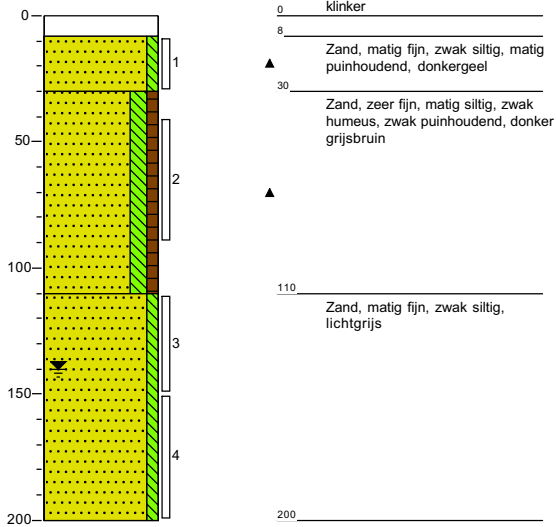 0
50
100
150
200
1
2
3
4
0
klinker
8
Zand, matig fijn, zwak siltig, matig
puinhoudend, donkergeel
30
Zand, zeer fijn, matig siltig, zwak
humeus, zwak puinhoudend, donker
grijsbruin
110
Zand, matig fijn, zwak siltig,
lichtgrijs
200